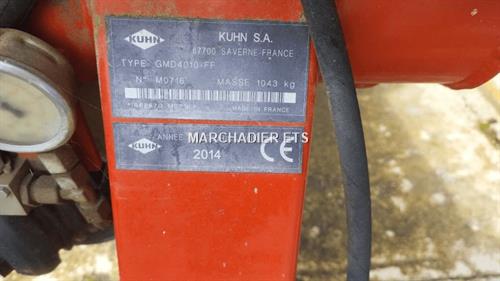 KUHN
KUHN S.A.
67700 SAVERNE-FRANCE
TYPE GMD4010-FF
N° M0716 MASSE 1043 kg
MADE IN FRANCE
KUHN
ANNEE
MARCHADIER ETS
2014
CE